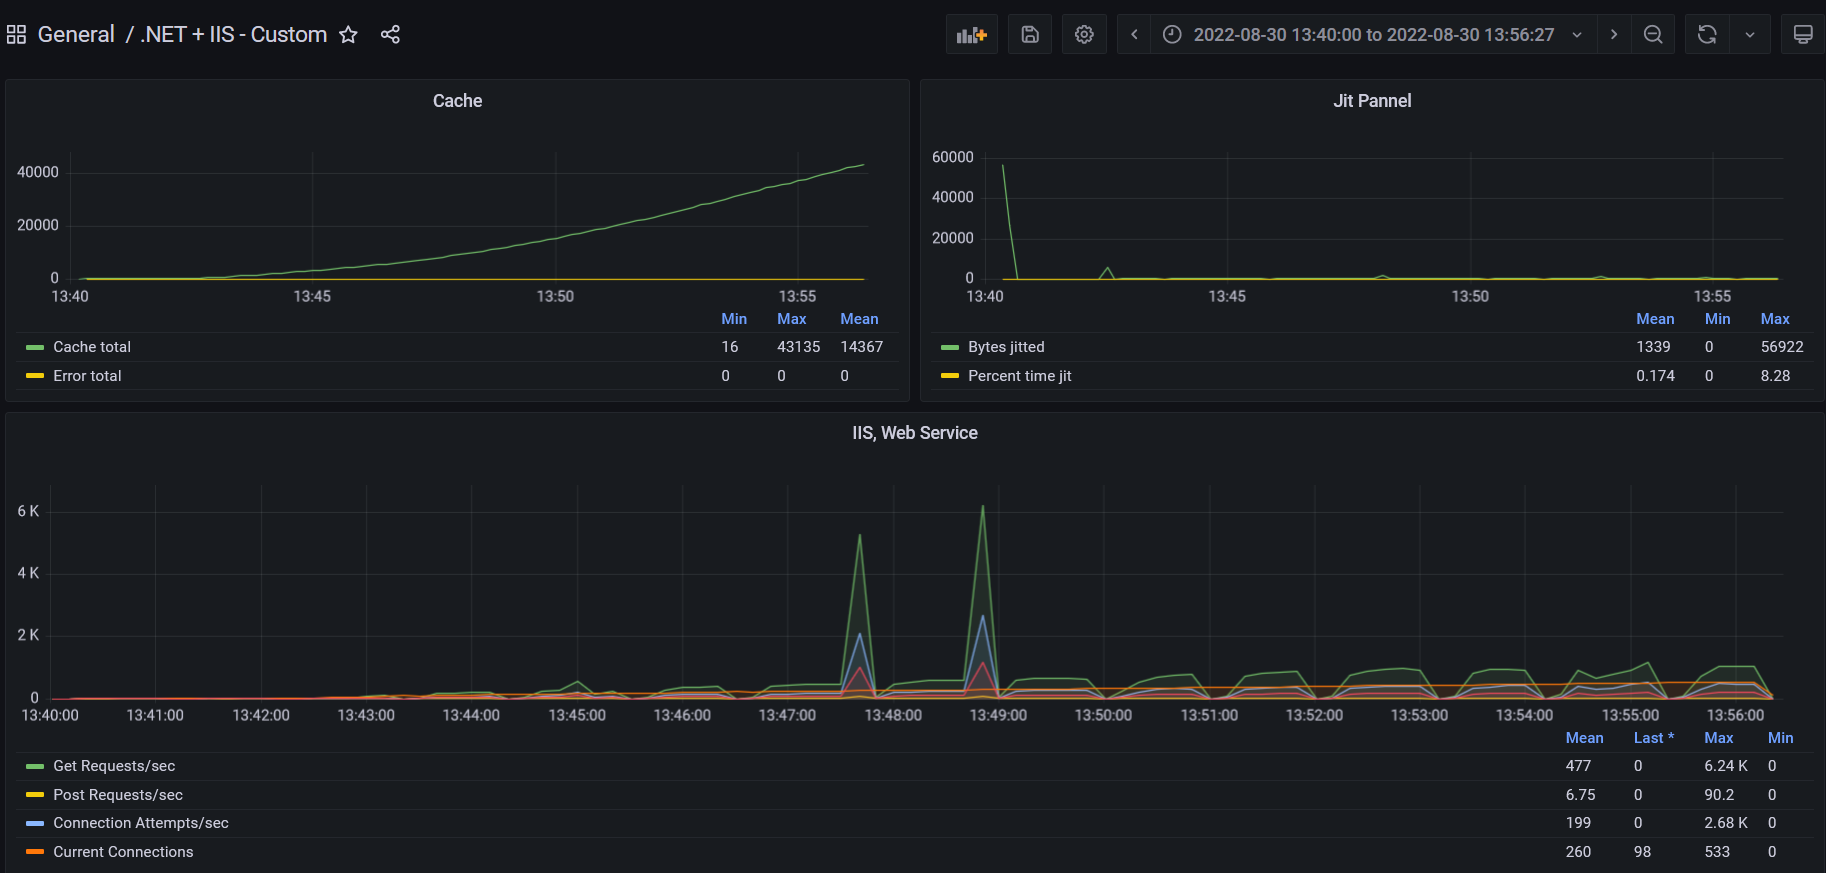 General / .NET + IIS - Custom
2022-08-30 13:40:00 to 2022-08-30 13:56:27
Cache
40000
20000
0
13:40 13:45 13:50 13:55
Min Max Mean
Cache total 16 43135 14367
Error total 0 0 0
Jit Pannel
60000
40000
20000
0
13:40 13:45 13:50 13:55
Mean Min Max
Bytes jitted 1339 0 56922
Percent time jit 0.174 0 8.28
IIS, Web Service
6 K
4 K
2 K
0
13:40:00 13:41:00 13:42:00 13:43:00 13:44:00 13:45:00 13:46:00 13:47:00 13:48:00 13:49:00 13:50:00 13:51:00 13:52:00 13:53:00 13:54:00 13:55:00 13:56:00
Mean Last * Max Min
Get Requests/sec 477 0 6.24 K 0
Post Requests/sec 6.75 0 90.2 0
Connection Attempts/sec 199 0 2.68 K 0
Current Connections 260 98 533 0